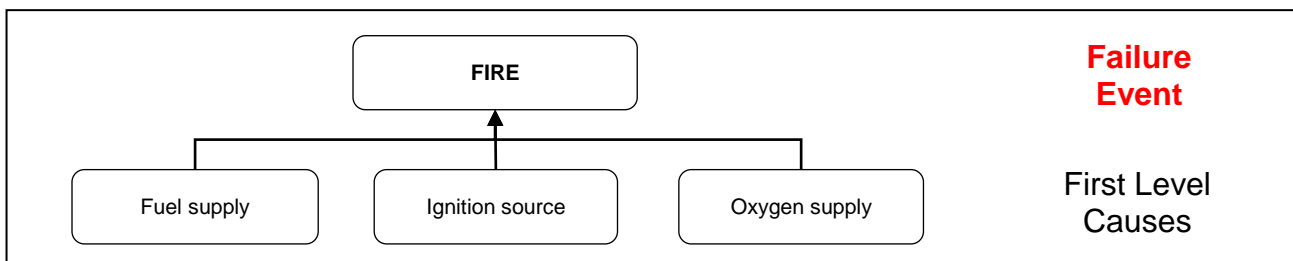 FIRE
Failure
Event
Fuel supply
Ignition source
Oxygen supply
First Level
Causes